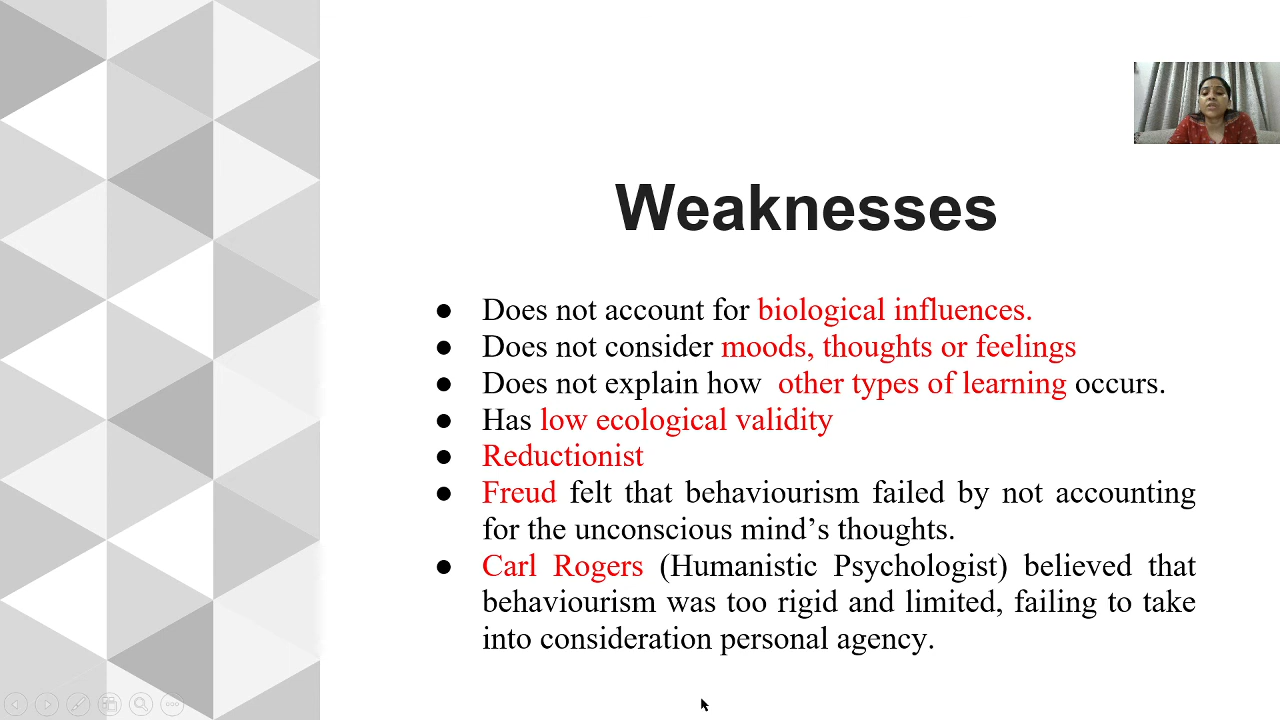 Weaknesses
● Does not account for biological influences.
● Does not consider moods, thoughts or feelings
● Does not explain how other types of learning occurs.
● Has low ecological validity
● Reductionist
● Freud felt that behaviourism failed by not accounting
for the unconscious mind's thoughts.
● Carl Rogers (Humanistic Psychologist) believed that
behaviourism was too rigid and limited, failing to take
into consideration personal agency.